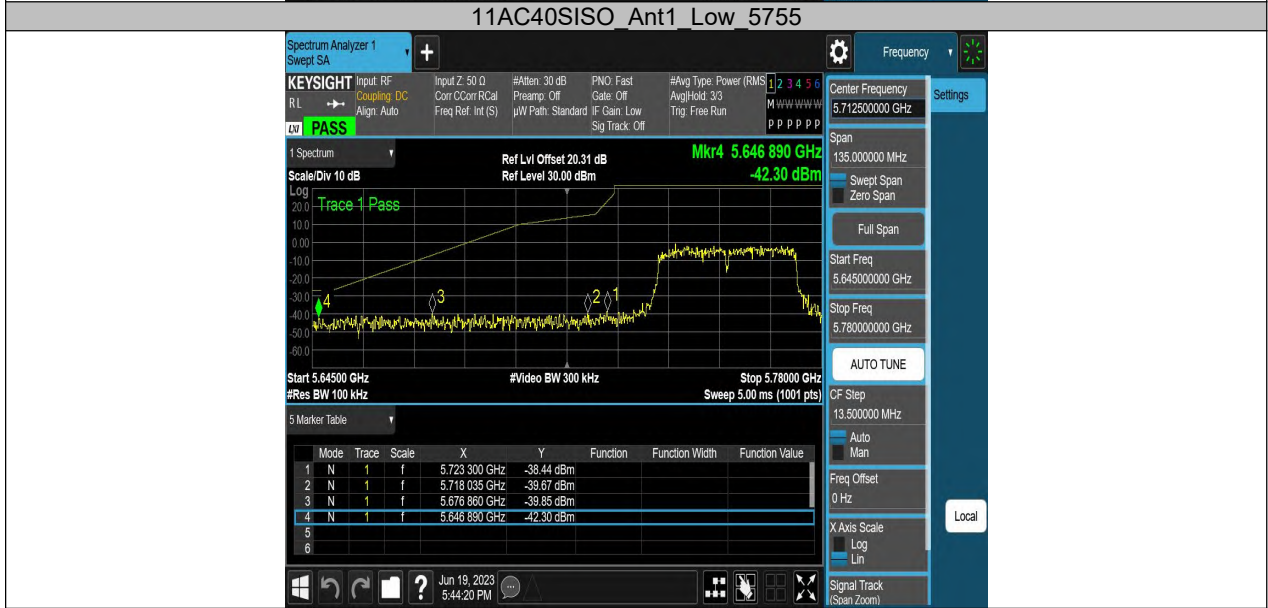 11AC40SISO_Ant1_Low_5755
Spectrum Analyzer 1
Swept SA
+
Frequency
KEYSIGHT Input: RF Input Z: 50 Ω #Atten: 30 dB PNO: Fast #Avg Type: Power (RMS 1 2 3 4 5 6
RL Coupling: DC Corr CCorr RCal Preamp: Off Gate: Off Avg|Hold: 3/3 M W W W W W
Align: Auto Freq Ref: Int (S) µW Path: Standard IF Gain: Low Trig: Free Run
LXI PASS Sig Track: Off P P P P P P
1 Spectrum
Ref Lvl Offset 20.31 dB
Mkr4 5.646 890 GHz
Scale/Div 10 dB
Ref Level 30.00 dBm
-42.30 dBm
Log
Trace 1 Pass
20.0
10.0
0.00
-10.0
-20.0
-30.0
-40.0
-50.0
-60.0
4 3 2 1
Start 5.64500 GHz #Video BW 300 kHz Stop 5.78000 GHz
#Res BW 100 kHz Sweep 5.00 ms (1001 pts)
5 Marker Table
Mode Trace Scale X Y Function Function Width Function Value
1 N 1 f 5.723 300 GHz -38.44 dBm
2 N 1 f 5.718 035 GHz -39.67 dBm
3 N 1 f 5.676 860 GHz -39.85 dBm
4 N 1 f 5.646 890 GHz -42.30 dBm
5
6
?
Jun 19, 2023
5:44:20 PM
Center Frequency
5.712500000 GHz
Settings
Span
135.000000 MHz
Swept Span
Zero Span
Full Span
Start Freq
5.645000000 GHz
Stop Freq
5.780000000 GHz
AUTO TUNE
CF Step
13.500000 MHz
Auto
Man
Freq Offset
0 Hz
X Axis Scale
Log
Lin
Local
Signal Track
(Span Zoom)